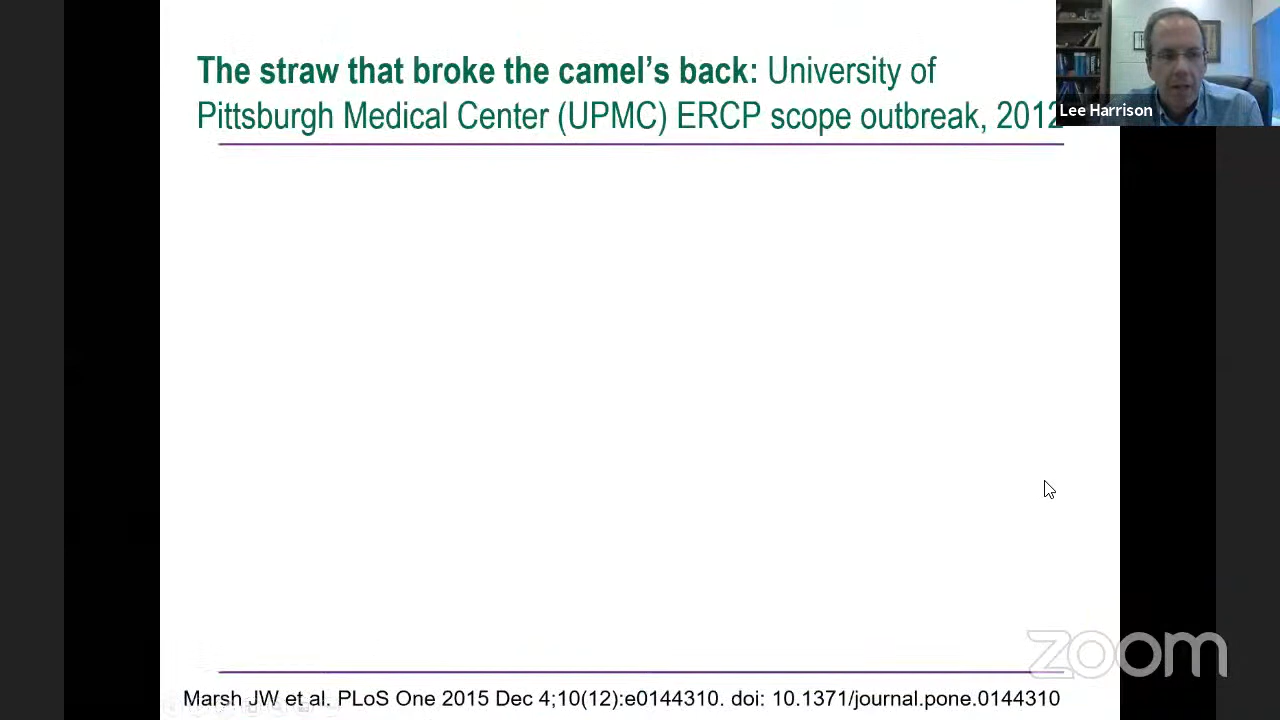 The straw that broke the camel's back: University of
Pittsburgh Medical Center (UPMC) ERCP scope outbreak, 2012
Lee Harrison
zoom
Marsh JW et al. PLoS One 2015 Dec 4;10(12):e0144310. doi: 10.1371/journal.pone.0144310